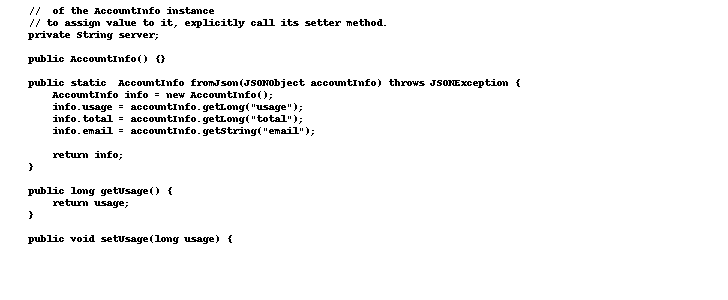 //  of the AccountInfo instance
// to assign value to it, explicitly call its setter method.
private String server;
public AccountInfo() {}
public static  AccountInfo fromJson(JSONObject accountInfo) throws JSONException {
    AccountInfo info = new AccountInfo();
    info.usage = accountInfo.getLong("usage");
    info.total = accountInfo.getLong("total");
    info.email = accountInfo.getString("email");
    return info;
}
public long getUsage() {
    return usage;
}
public void setUsage(long usage) {